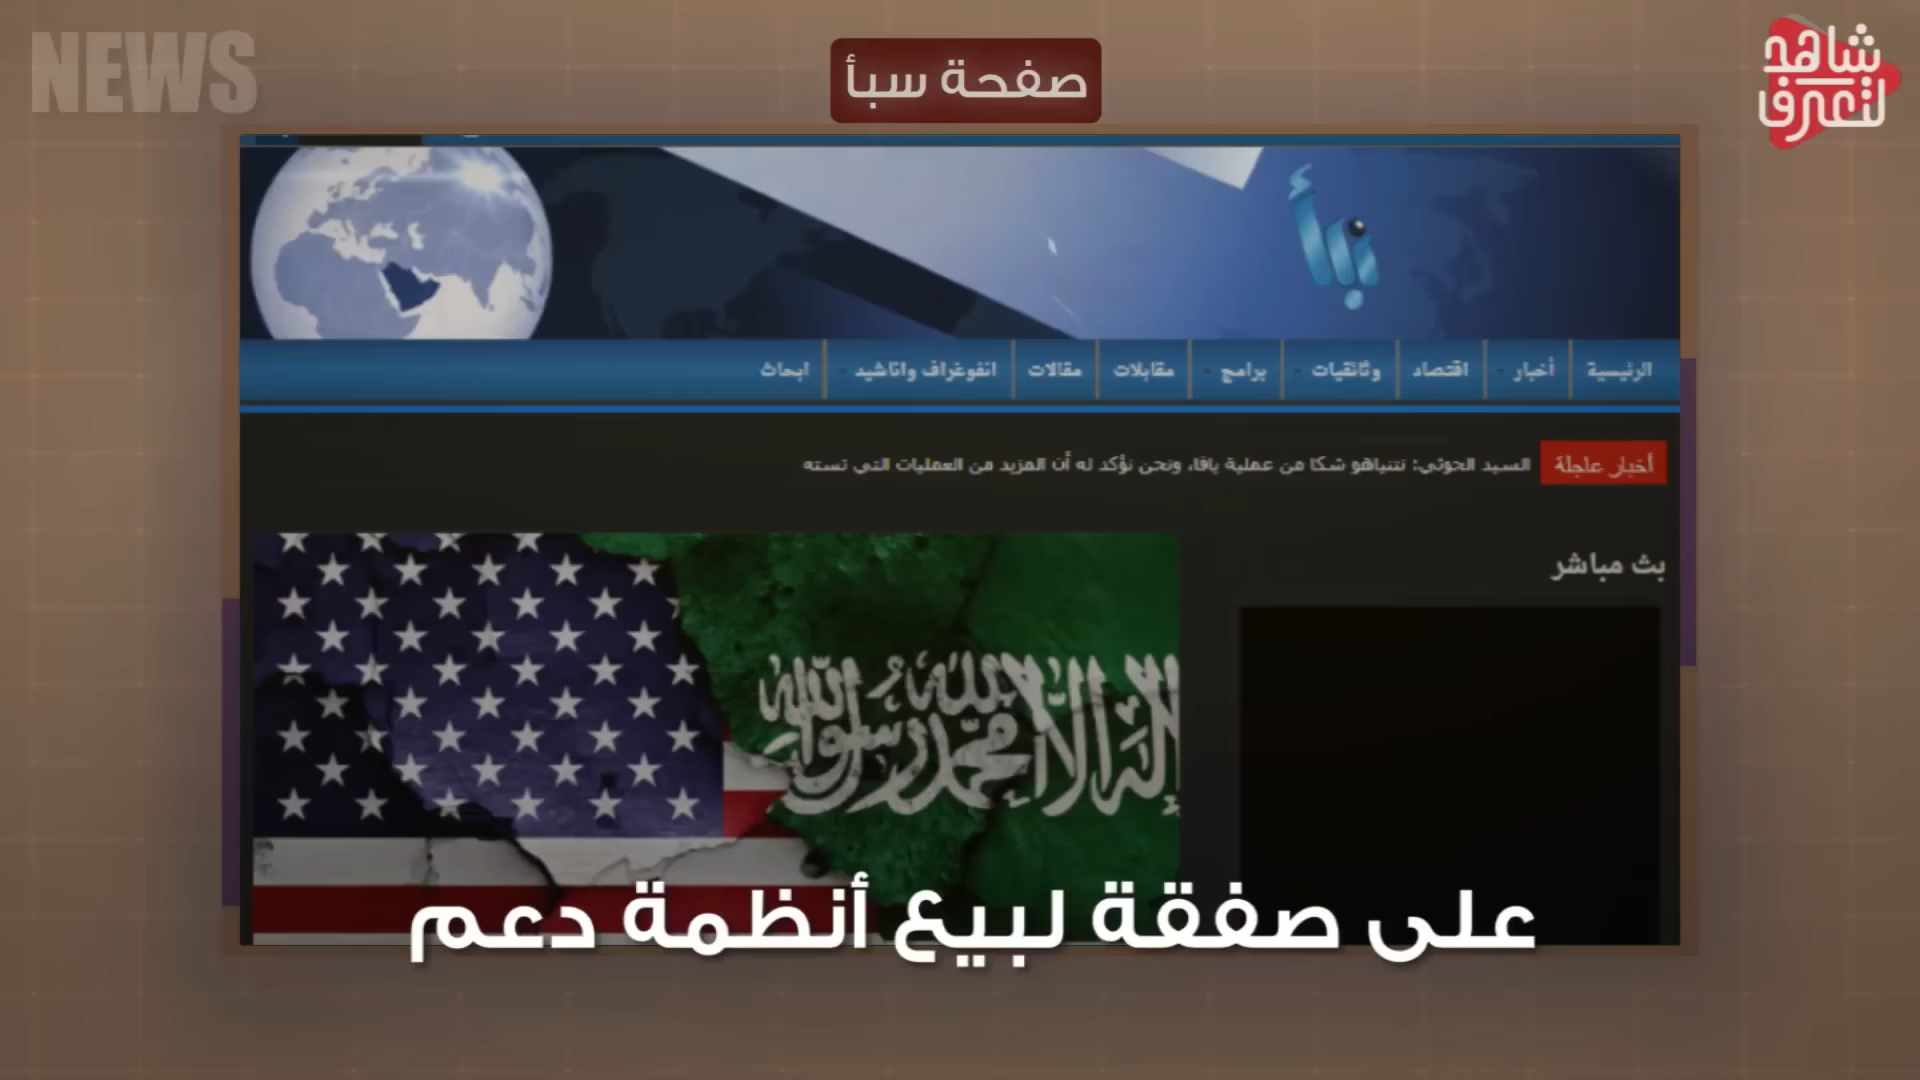 NEWS
صفحة سبأ
شاهد
لتعرف
نبأ
الرئيسية
أخبار
اقتصاد
وثائقيات
برامج
مقابلات
مقالات
انفوغراف واناشيد
ابحاث
أخبار عاجلة
السيد الحوثي: نتنياهو شكا من عملية يافا، ونحن نؤكد له أن المزيد من العمليات التي تسته
بث مباشر
لا إله إلا الله محمد رسول الله
على صفقة لبيع أنظمة دعم